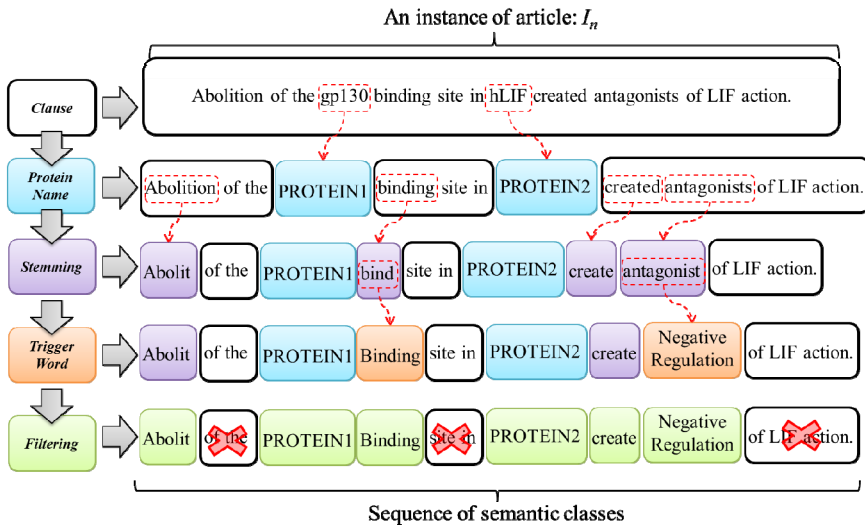 An instance of article: In
Clause
Abolition of the gp130 binding site in hLIF created antagonists of LIF action.
Protein
Name
Abolition of the PROTEIN1 binding site in PROTEIN2 created antagonists of LIF action.
Stemming
Abolit of the PROTEIN1 bind site in PROTEIN2 create antagonist of LIF action.
Trigger
Word
Abolit of the PROTEIN1 Binding site in PROTEIN2 create Negative
Regulation of LIF action.
Filtering
Abolit of the PROTEIN1 Binding site in PROTEIN2 create Negative
Regulation of LIF action.
Sequence of semantic classes